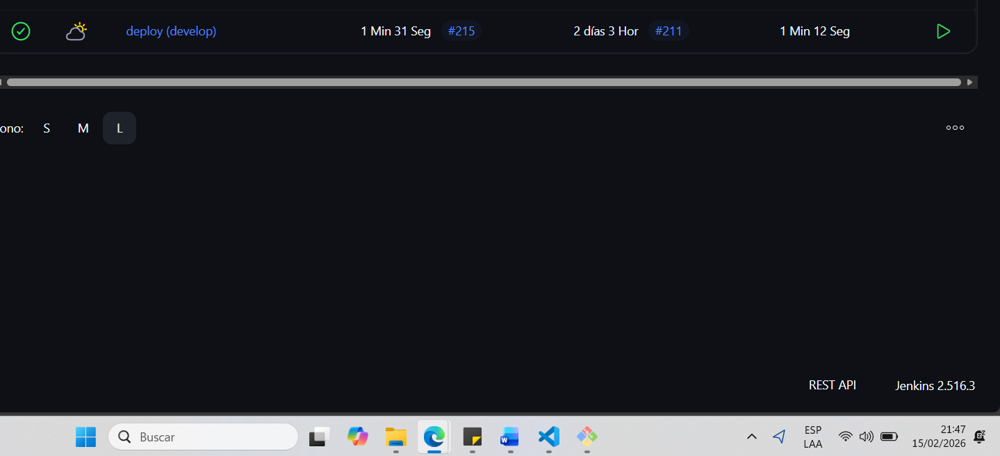 deploy (develop) 1 Min 31 Seg #215 2 días 3 Hor #211 1 Min 12 Seg
ono: S M L
REST API Jenkins 2.516.3
Buscar
ESP
LAA
21:47
15/02/2026